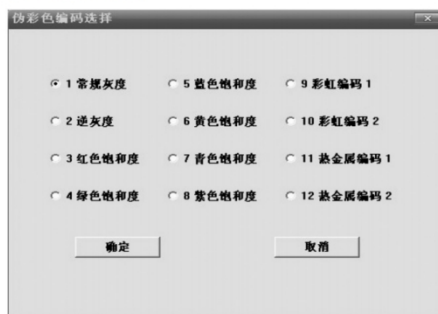 伪彩色编码选择
1 常规灰度 5 蓝色饱和度 9 彩虹编码 1
2 逆灰度 6 黄色饱和度 10 彩虹编码 2
3 红色饱和度 7 青色饱和度 11 热金属编码 1
4 绿色饱和度 8 紫色饱和度 12 热金属编码 2
确定 取消